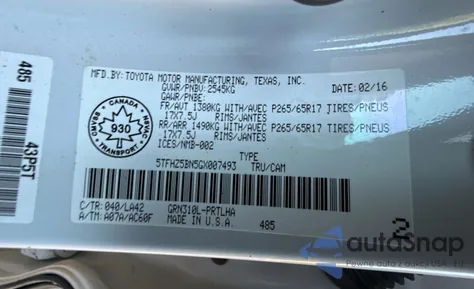 485 43P5T
MFD.BY: TOYOTA MOTOR MANUFACTURING, TEXAS, INC.
GVWR/PNBV: 2545KG DATE: 02/16
GAWR/PNBE:
FR/AUT 1380KG WITH/AVEC P265/65R17 TIRES/PNEUS
17X7.5J RIMS/JANTES
RR/ARR 1490KG WITH/AVEC P265/65R17 TIRES/PNEUS
17X7.5J RIMS/JANTES
ICES/NMB-002 TYPE
CANADA
930
TRANSPORT
5TFHZ5BN5GX007493 TRU/CAM
C/TR: 040/LA42 GRN310L-PRTLHA
A/TM: A07A/AC60F MADE IN U.S.A. 485
2
autoSnap